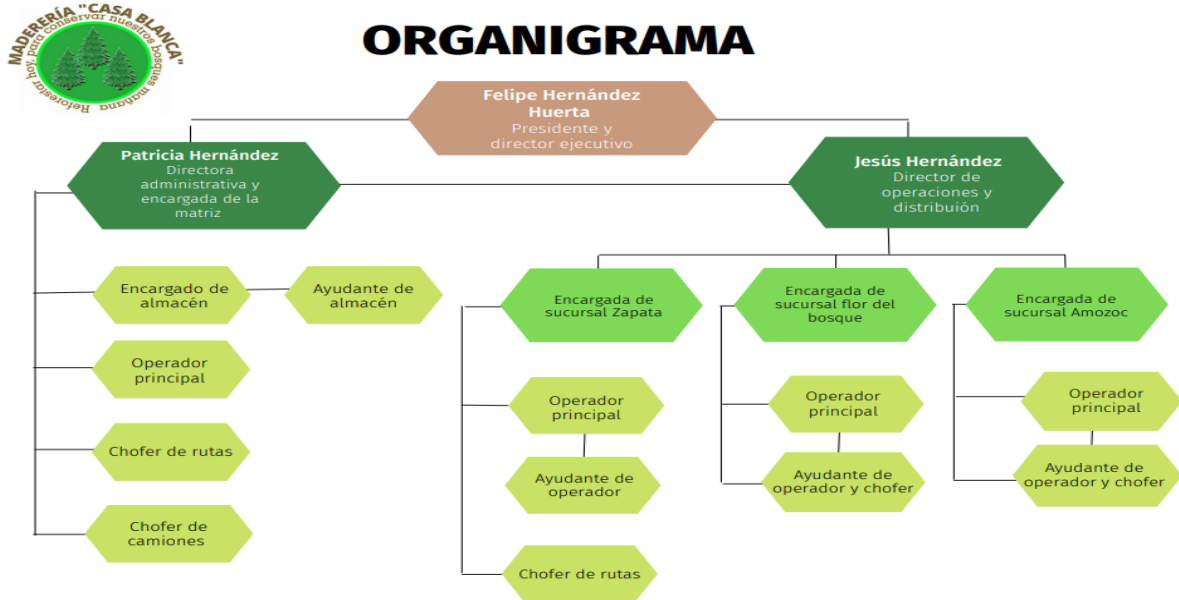 MADERERÍA "CASA BLANCA"
Reforestar hoy, para conservar nuestros bosques mañana
ORGANIGRAMA
Felipe Hernández
Huerta
Presidente y
director ejecutivo
Patricia Hernández
Directora
administrativa y
encargada de la
matriz
Jesús Hernández
Director de
operaciones y
distribuión
Encargado de
almacén
Ayudante de
almacén
Operador
principal
Chofer de rutas
Chofer de
camiones
Encargada de
sucursal Zapata
Operador
principal
Ayudante de
operador
Chofer de rutas
Encargada de
sucursal flor del
bosque
Operador
principal
Ayudante de
operador y chofer
Encargada de
sucursal Amozoc
Operador
principal
Ayudante de
operador y chofer